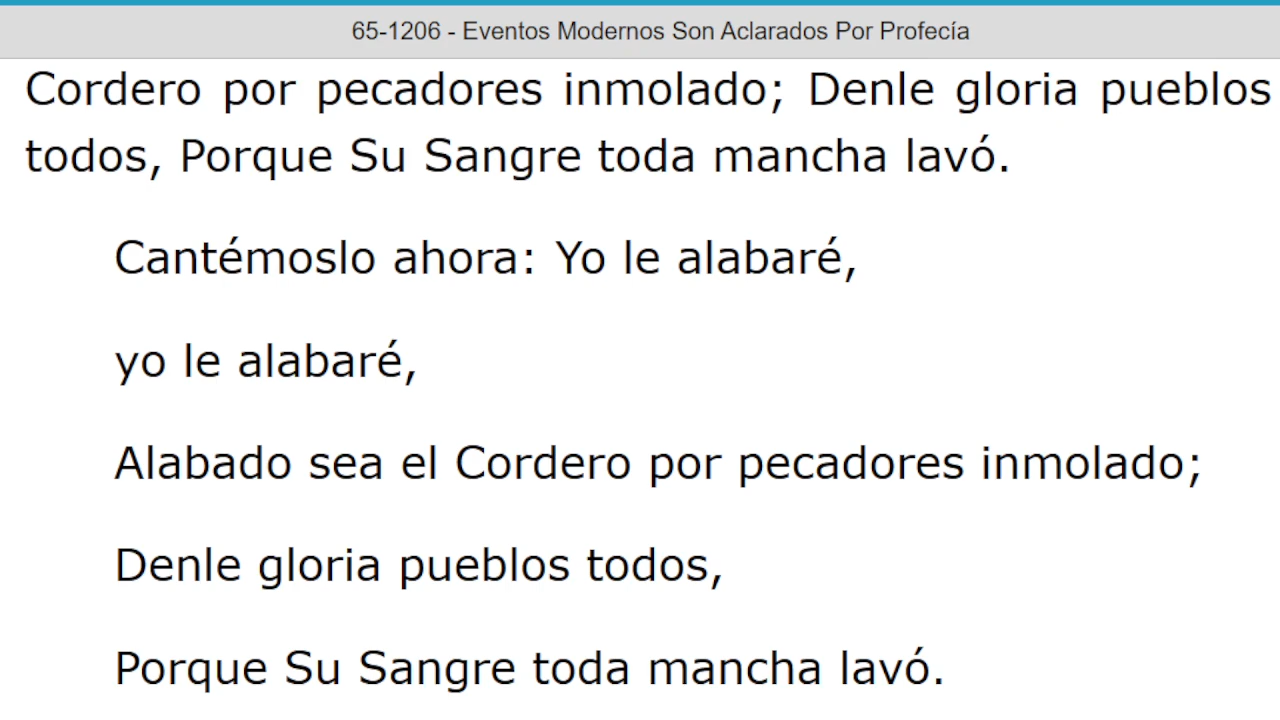 65-1206 - Eventos Modernos Son Aclarados Por Profecía
Cordero por pecadores inmolado; Denle gloria pueblos
todos, Porque Su Sangre toda mancha lavó.
Cantémoslo ahora: Yo le alabaré,
yo le alabaré,
Alabado sea el Cordero por pecadores inmolado;
Denle gloria pueblos todos,
Porque Su Sangre toda mancha lavó.